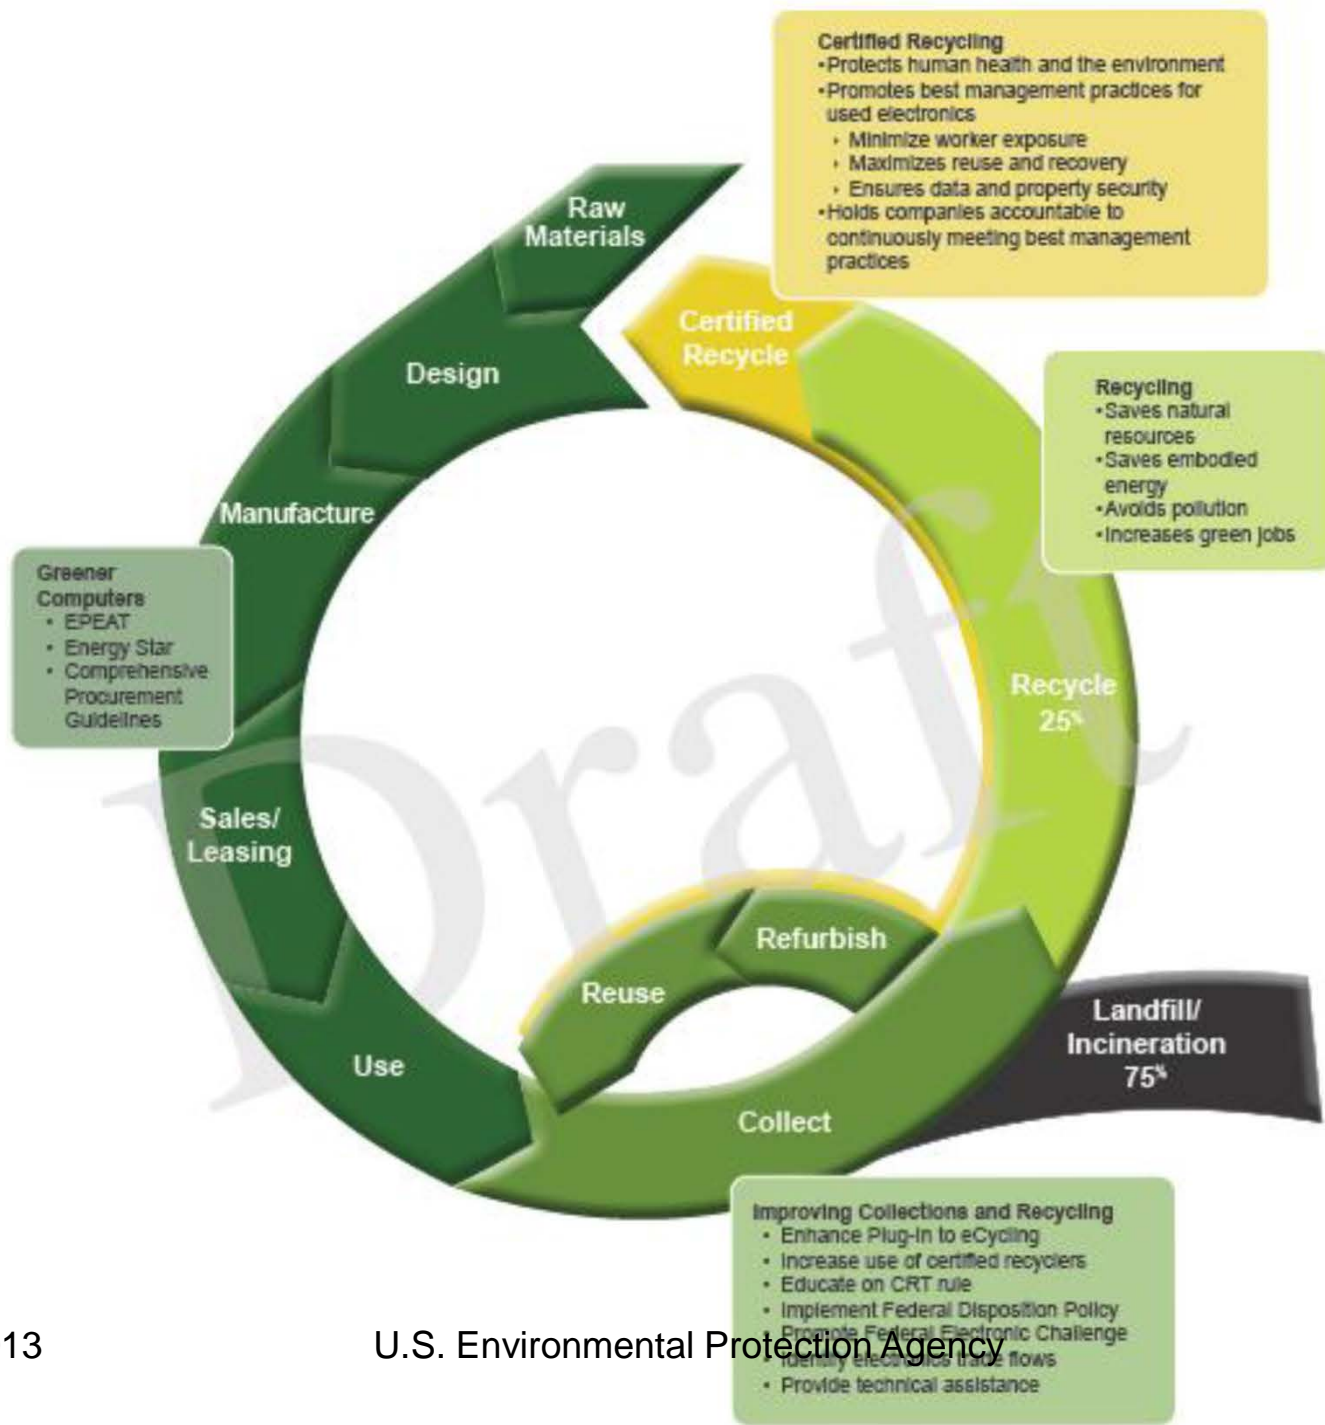 Certified Recycling
•Protects human health and the environment
•Promotes best management practices for
used electronics
› Minimize worker exposure
› Maximizes reuse and recovery
› Ensures data and property security
•Holds companies accountable to
continuously meeting best management
practices
Raw
Materials
Certified
Recycle
Design
Recycling
•Saves natural
resources
•Saves embodied
energy
•Avoids pollution
•Increases green jobs
Manufacture
Greener
Computers
• EPEAT
• Energy Star
• Comprehensive
Procurement
Guidelines
Recycle
25%
Draft
Sales/
Leasing
Refurbish
Reuse
Use
Landfill/
Incineration
75%
Collect
Improving Collections and Recycling
• Enhance Plug-In to eCycling
• Increase use of certified recyclers
• Educate on CRT rule
• Implement Federal Disposition Policy
• Promote Federal Electronic Challenge
• Identify electronics trade flows
• Provide technical assistance
13
U.S. Environmental Protection Agency